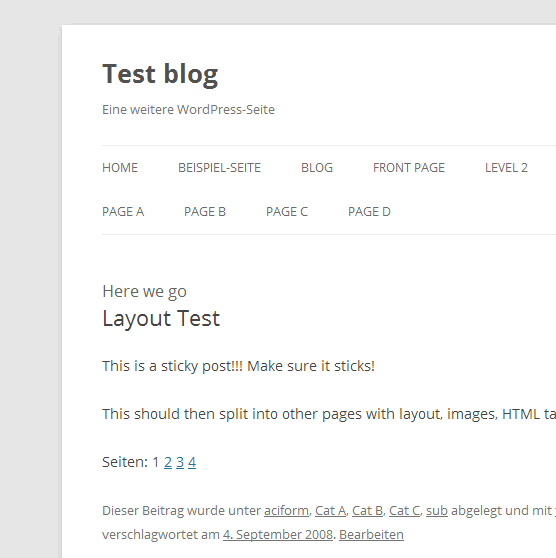 Test blog
Eine weitere WordPress-Seite
HOME BEISPIEL-SEITE BLOG FRONT PAGE LEVEL 2
PAGE A PAGE B PAGE C PAGE D
Here we go
Layout Test
This is a sticky post!!! Make sure it sticks!
This should then split into other pages with layout, images, HTML
Seiten: 1 2 3 4
Dieser Beitrag wurde unter aciform, Cat A, Cat B, Cat C, sub abgelegt und mit
verschlagwortet am 4. September 2008. Bearbeiten